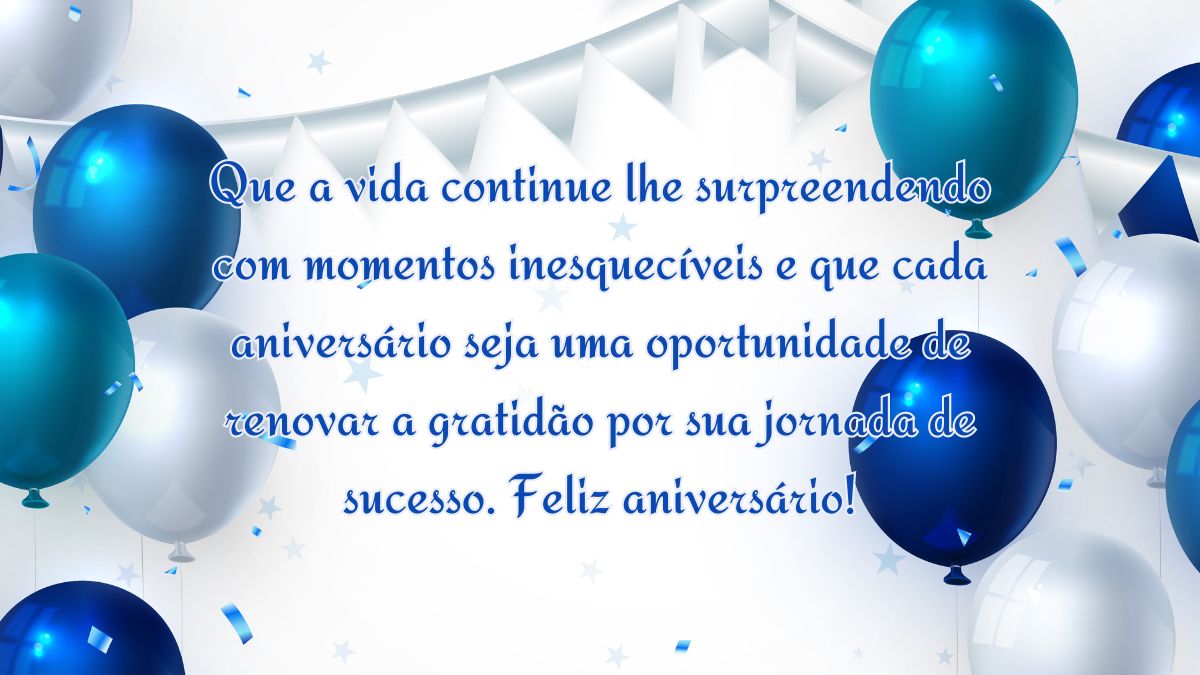 Que a vida continue lhe surpreendendo
com momentos inesquecíveis e que cada
aniversário seja uma oportunidade de
renovar a gratidão por sua jornada de
sucesso. Feliz aniversário!